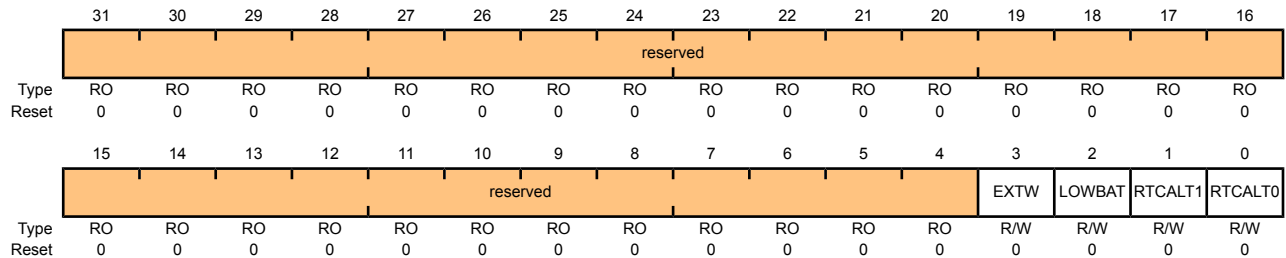 31 30 29 28 27 26 25 24 23 22 21 20 19 18 17 16
reserved
Type RO RO RO RO RO RO RO RO RO RO RO RO RO RO RO RO
Reset 0 0 0 0 0 0 0 0 0 0 0 0 0 0 0 0
15 14 13 12 11 10 9 8 7 6 5 4 3 2 1 0
reserved EXTW LOWBAT RTCALT1 RTCALT0
Type RO RO RO RO RO RO RO RO RO RO RO RO R/W R/W R/W R/W
Reset 0 0 0 0 0 0 0 0 0 0 0 0 0 0 0 0